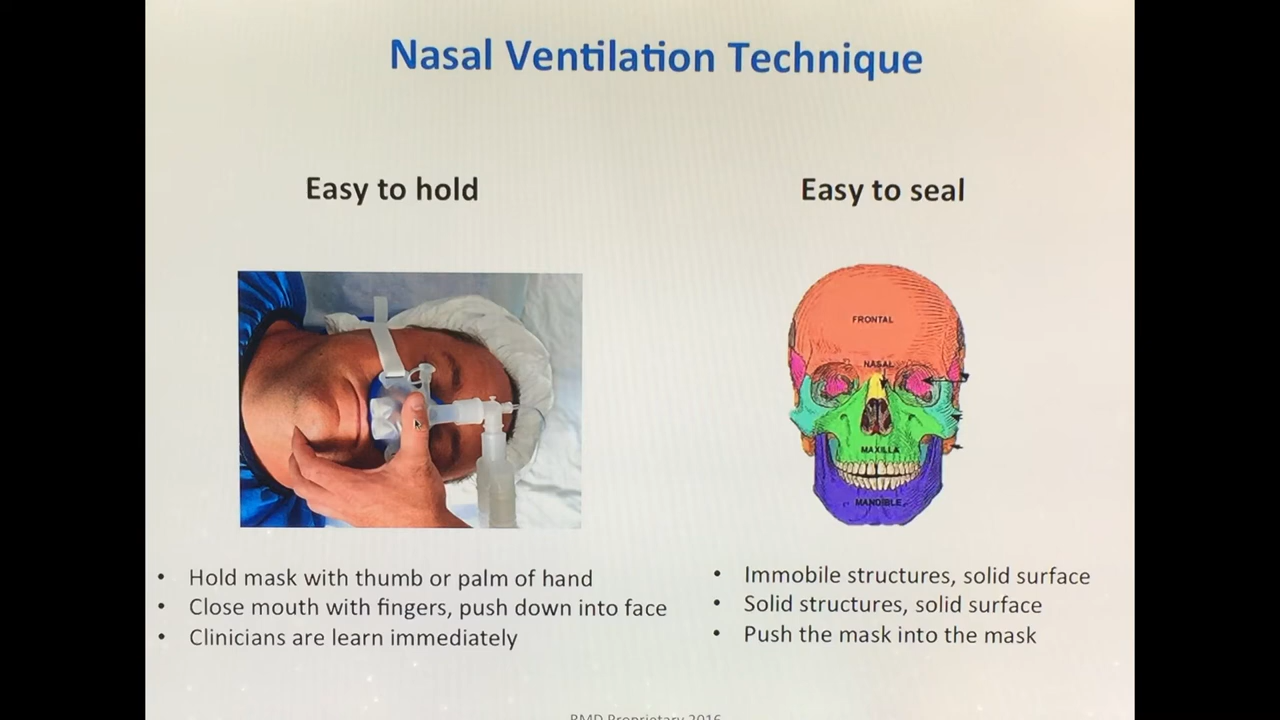 Nasal Ventilation Technique
Easy to hold
Easy to seal
FRONTAL
NASAL
MAXILLA
MANDIBLE
• Hold mask with thumb or palm of hand
• Close mouth with fingers, push down into face
• Clinicians are learn immediately
• Immobile structures, solid surface
• Solid structures, solid surface
• Push the mask into the mask
RMD Proprietary 2016